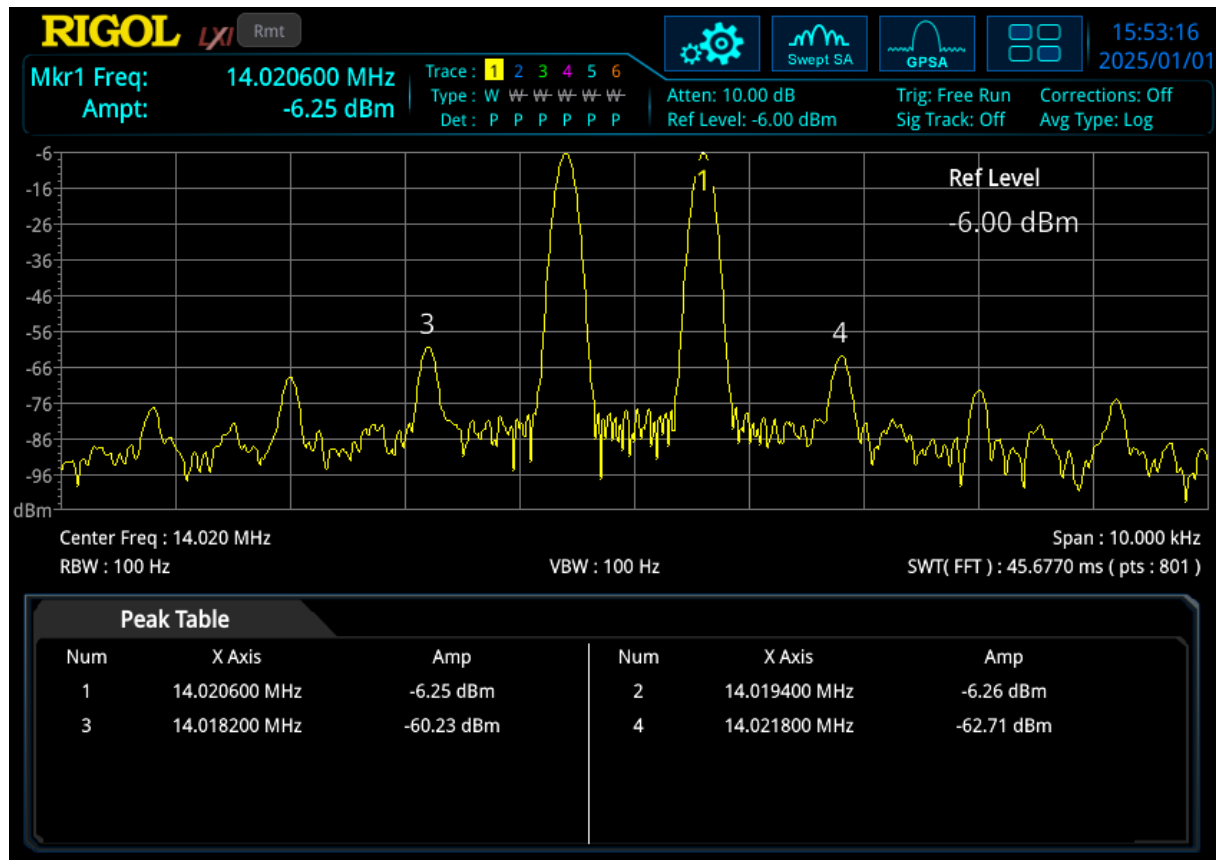 RIGOL LXI Rmt
Swept SA
GPSA
15:53:16
2025/01/01
Mkr1 Freq: 14.020600 MHz
Ampt: -6.25 dBm
Trace : 1 2 3 4 5 6
Type : W W W W W W
Det : P P P P P P
Atten: 10.00 dB
Ref Level: -6.00 dBm
Trig: Free Run
Sig Track: Off
Corrections: Off
Avg Type: Log
-6
-16
-26
-36
-46
-56
-66
-76
-86
-96
dBm
Ref Level
-6.00 dBm
1
3
4
Center Freq : 14.020 MHz
Span : 10.000 kHz
RBW : 100 Hz
VBW : 100 Hz
SWT( FFT ) : 45.6770 ms ( pts : 801 )
Peak Table
Num X Axis Amp Num X Axis Amp
1 14.020600 MHz -6.25 dBm 2 14.019400 MHz -6.26 dBm
3 14.018200 MHz -60.23 dBm 4 14.021800 MHz -62.71 dBm